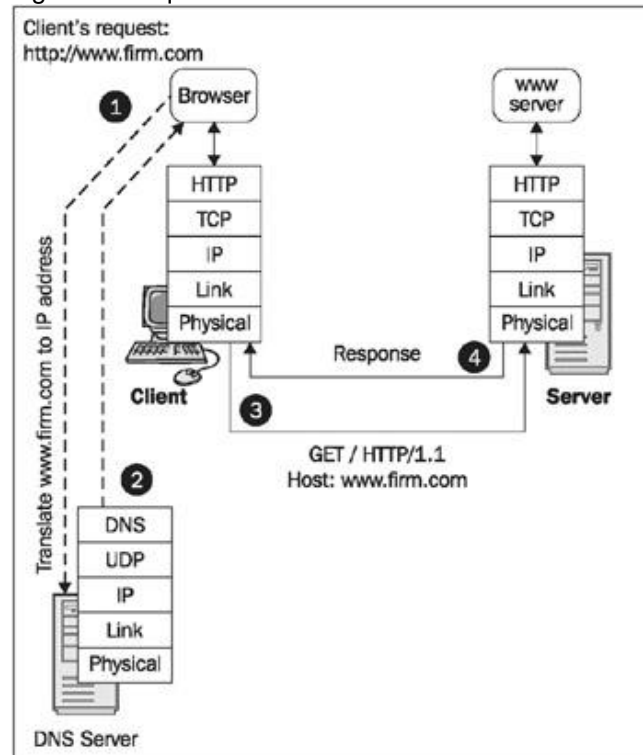 Client's request:
http://www.firm.com
1
Browser
www
server
HTTP
TCP
IP
Link
Physical
HTTP
TCP
IP
Link
Physical
Translate www.firm.com to IP address
Response
4
Client
3
Server
GET / HTTP/1.1
Host: www.firm.com
2
DNS
UDP
IP
Link
Physical
DNS Server